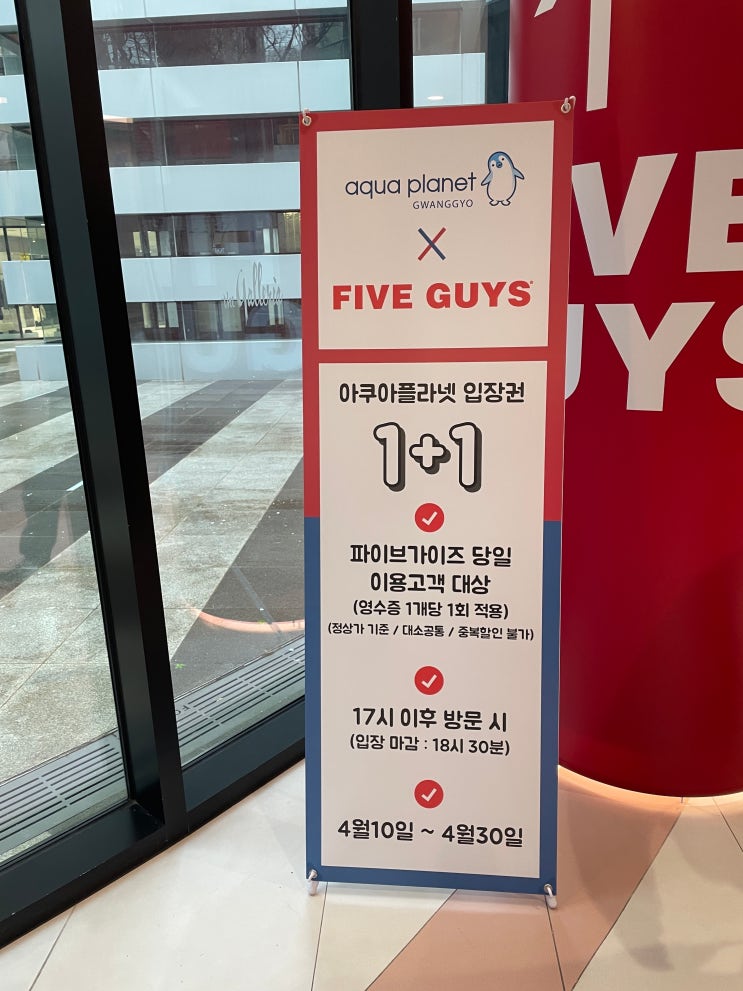 aqua planet
GWANGGYO
X
FIVE GUYS
아쿠아플라넷 입장권
1+1
파이브가이즈 당일
이용고객 대상
(영수증 1개당 1회 적용)
(정상가 기준 / 대소공통 / 중복할인 불가)
17시 이후 방문 시
(입장 마감 : 18시 30분)
4월10일 ~ 4월30일
VE
UYS